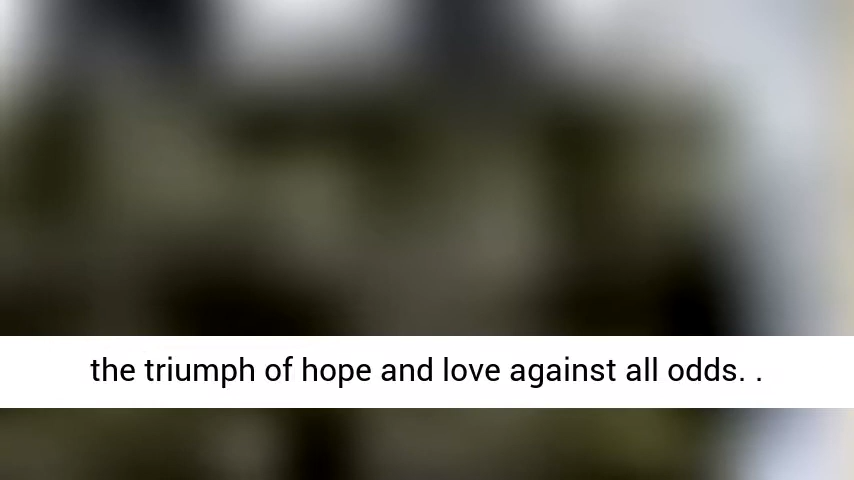 the triumph of hope and love against all odds. .